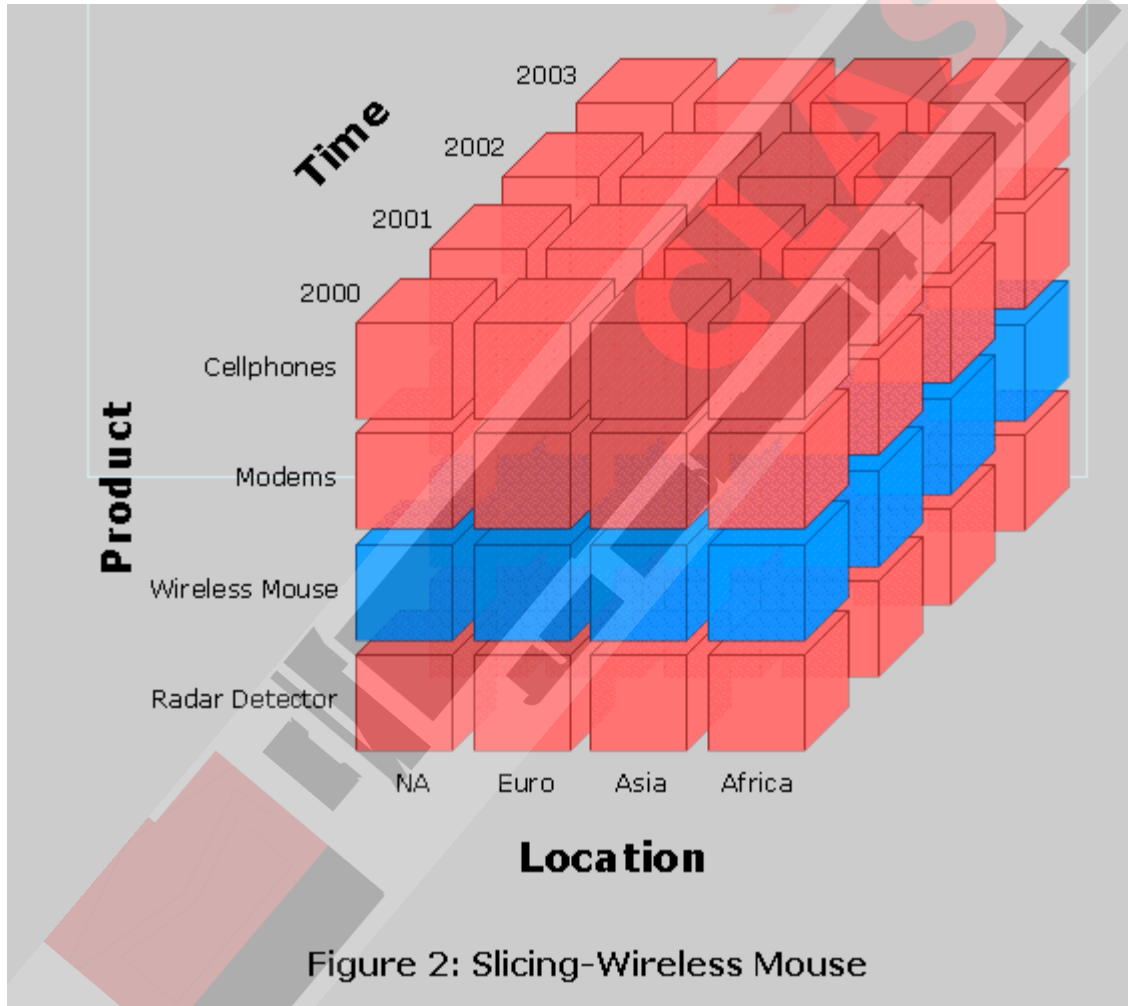 2003
Time
2002
2001
2000
Cellphones
Product
Modems
Wireless Mouse
Radar Detector
NA Euro Asia Africa
Location
Figure 2: Slicing-Wireless Mouse